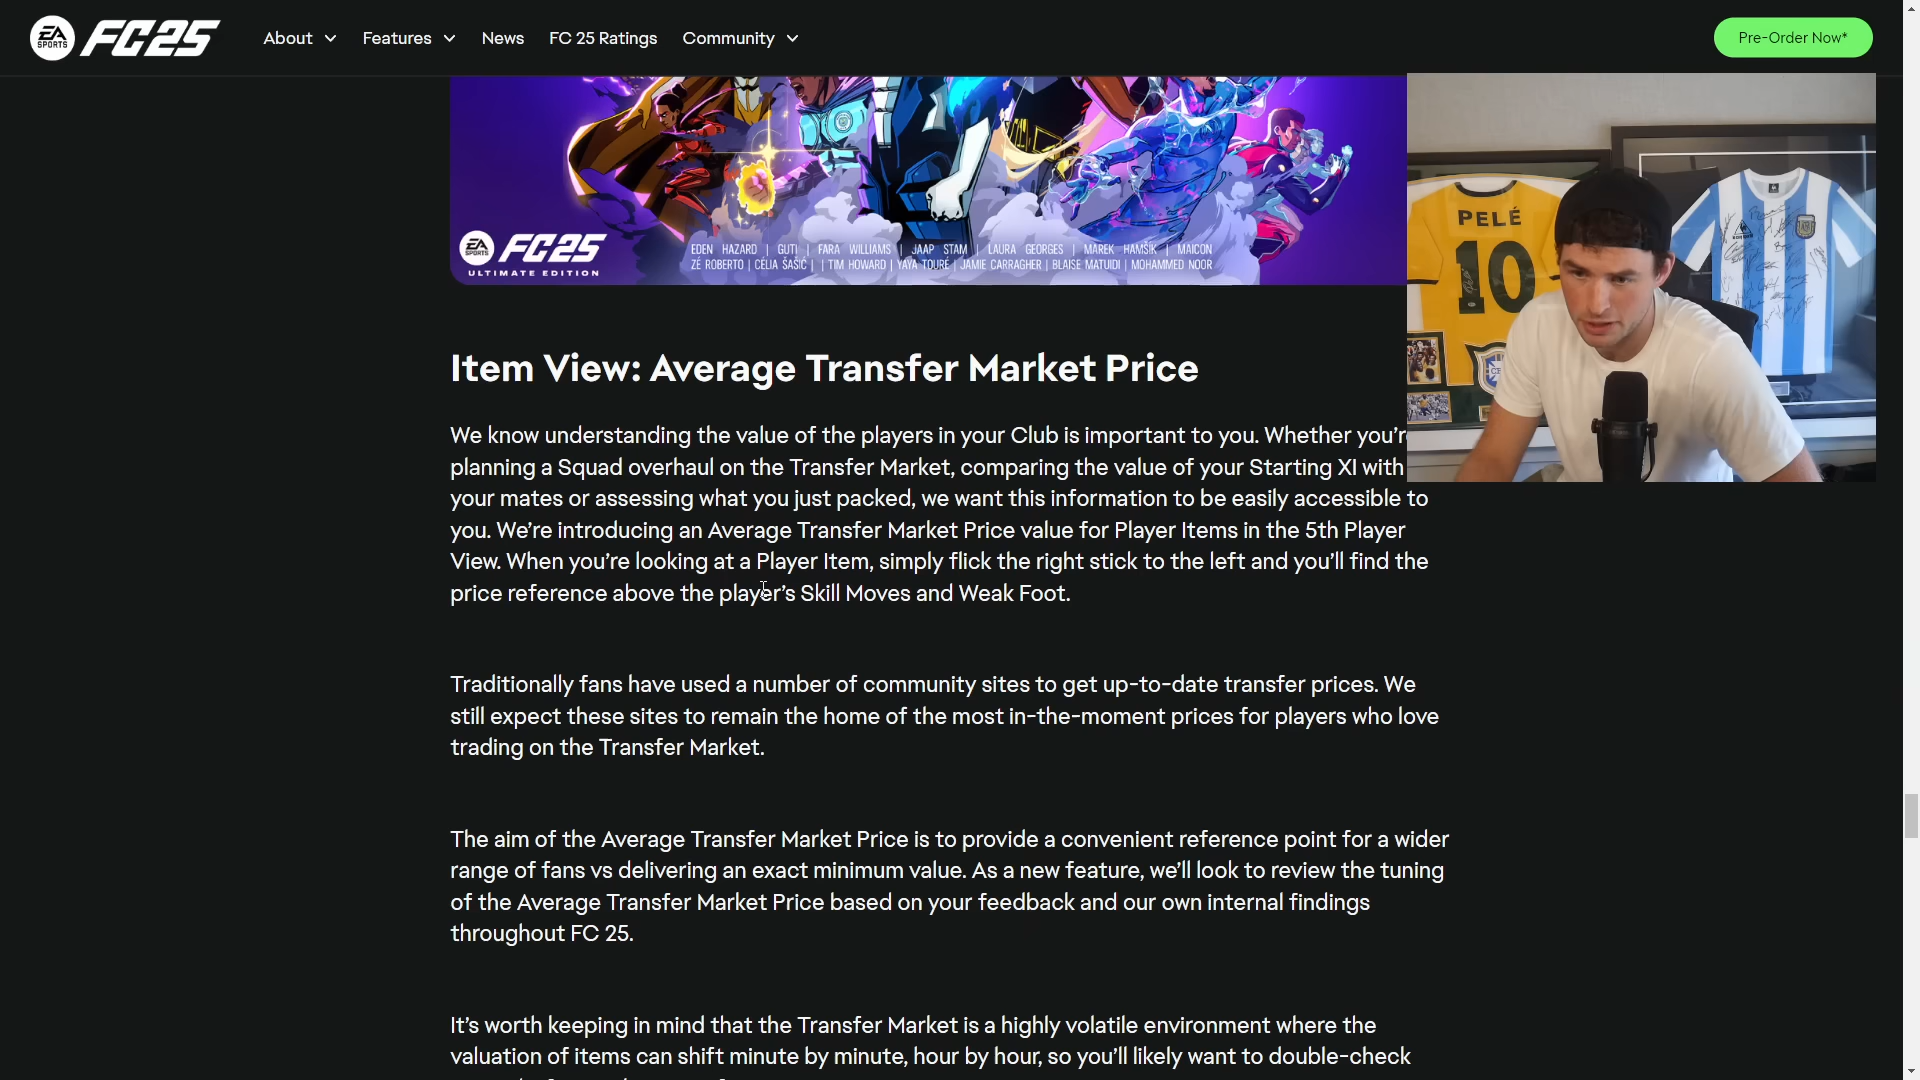 EA SPORTS FC 25
About Features News FC 25 Ratings Community
Pre-Order Now*
EA SPORTS FC 25
ULTIMATE EDITION
EDEN HAZARD | GUTI | FARA WILLIAMS | JAAP STAM | LAURA GEORGES | MAREK HAMŠÍK | MAICON
ZÉ ROBERTO | CÉLIA ŠAŠIĆ | | TIM HOWARD | YAYA TOURÉ | JAMIE CARRAGHER | BLAISE MATUIDI | MOHAMMED NOOR
PELÉ
10
Item View: Average Transfer Market Price
We know understanding the value of the players in your Club is important to you. Whether you'r
planning a Squad overhaul on the Transfer Market, comparing the value of your Starting XI with
your mates or assessing what you just packed, we want this information to be easily accessible to
you. We're introducing an Average Transfer Market Price value for Player Items in the 5th Player
View. When you're looking at a Player Item, simply flick the right stick to the left and you'll find the
price reference above the player's Skill Moves and Weak Foot.
Traditionally fans have used a number of community sites to get up-to-date transfer prices. We
still expect these sites to remain the home of the most in-the-moment prices for players who love
trading on the Transfer Market.
The aim of the Average Transfer Market Price is to provide a convenient reference point for a wider
range of fans vs delivering an exact minimum value. As a new feature, we'll look to review the tuning
of the Average Transfer Market Price based on your feedback and our own internal findings
throughout FC 25.
It's worth keeping in mind that the Transfer Market is a highly volatile environment where the
valuation of items can shift minute by minute, hour by hour, so you'll likely want to double-check